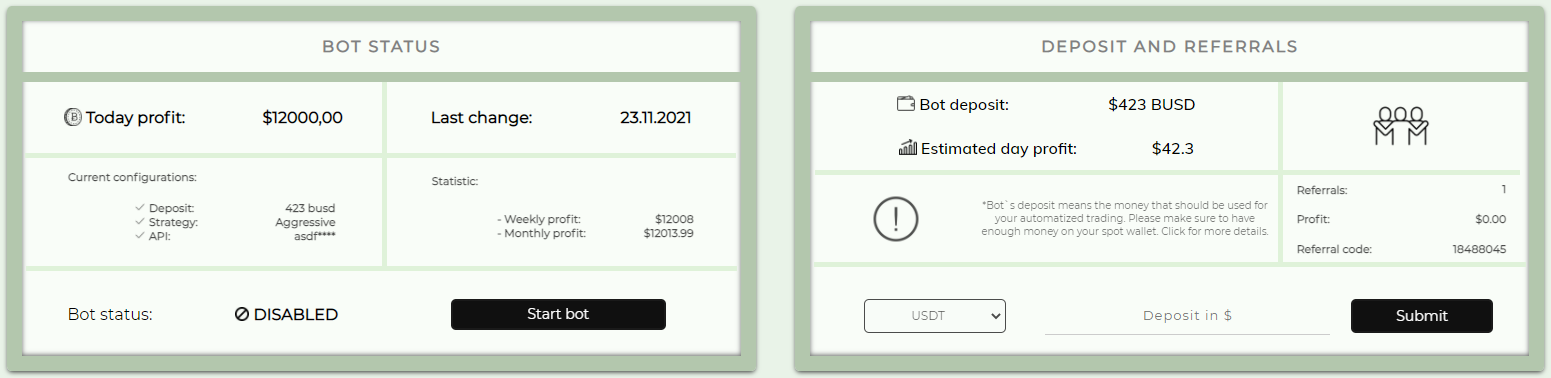 BOT STATUS
Today profit: $12000,00
Last change: 23.11.2021
Current configurations:
Deposit: 423 busd
Strategy: Aggressive
API: asdf****
Statistic:
- Weekly profit: $12008
- Monthly profit: $12013.99
Bot status: DISABLED
Start bot
DEPOSIT AND REFERRALS
Bot deposit: $423 BUSD
Estimated day profit: $42.3
*Bot`s deposit means the money that should be used for
your automatized trading. Please make sure to have
enough money on your spot wallet. Click for more details.
Referrals: 1
Profit: $0.00
Referral code: 18488045
USDT
Deposit in $
Submit